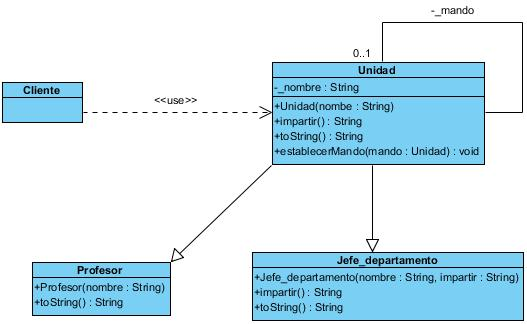 -_mando
0..1
Unidad
-_nombre : String
+Unidad(nombe : String)
+impartir() : String
+toString() : String
+establecerMando(mando : Unidad) : void
Cliente
<<use>>
Profesor
+Profesor(nombre : String)
+toString() : String
Jefe_departamento
+Jefe_departamento(nombre : String, impartir : String)
+impartir() : String
+toString() : String